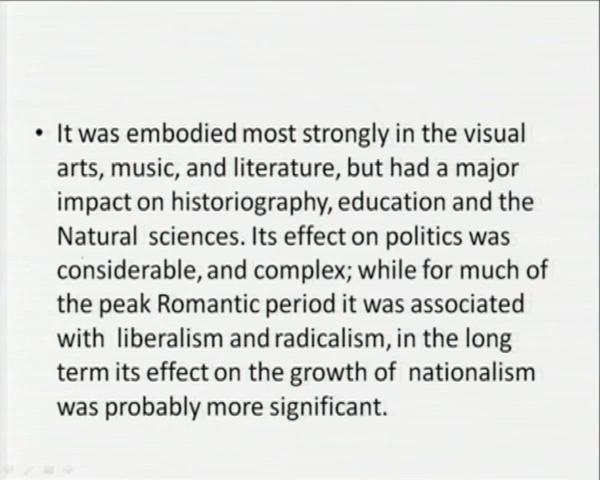 • It was embodied most strongly in the visual
arts, music, and literature, but had a major
impact on historiography, education and the
Natural sciences. Its effect on politics was
considerable, and complex; while for much of
the peak Romantic period it was associated
with liberalism and radicalism, in the long
term its effect on the growth of nationalism
was probably more significant.